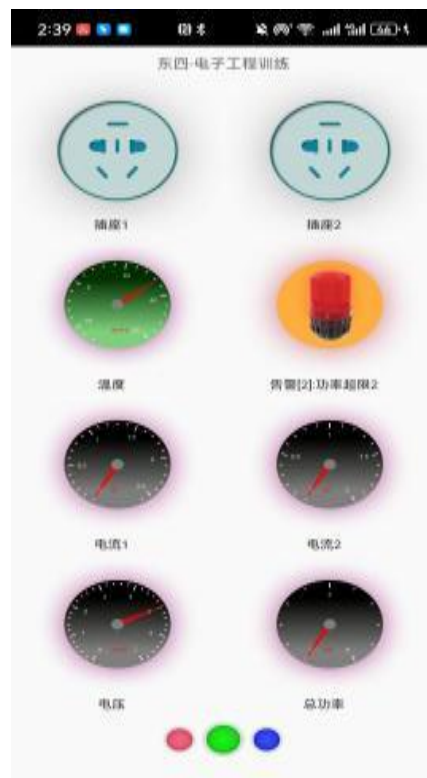 2:39
东四-电子工程训练
插座1
插座2
温度
告警[2]:功率超限2
电流1
电流2
电压
总功率